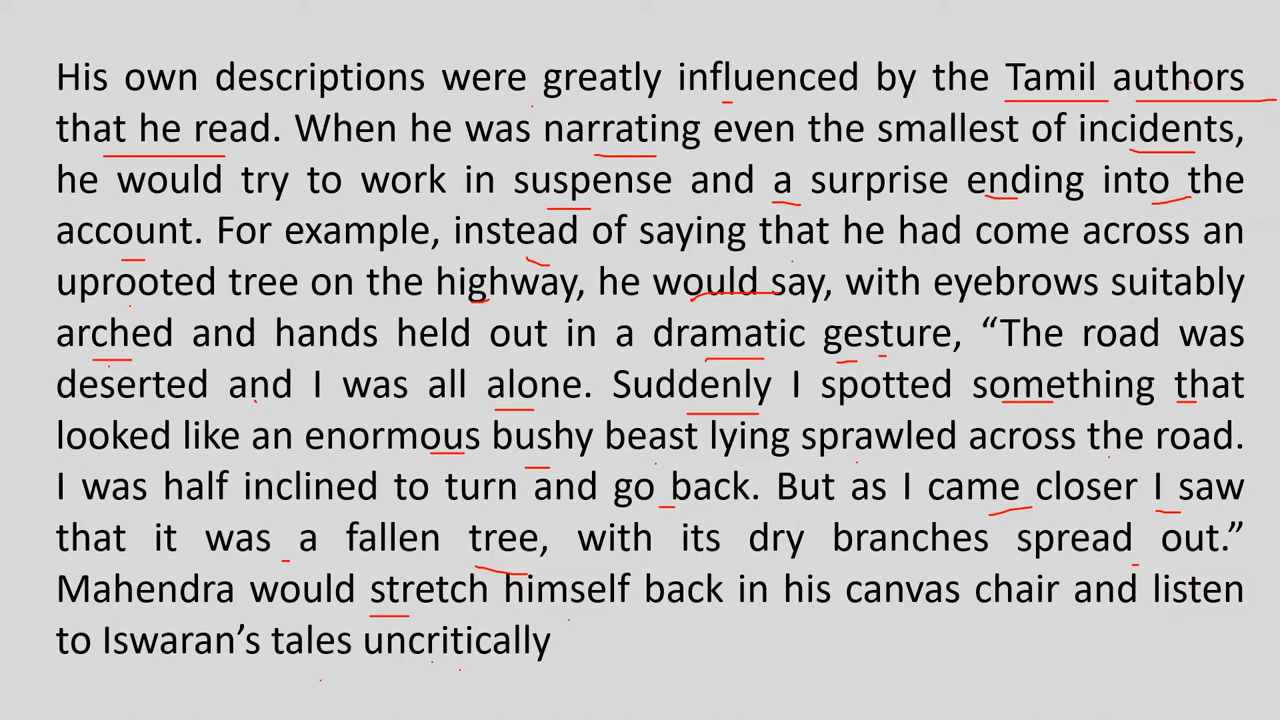 His own descriptions were greatly influenced by the Tamil authors
that he read. When he was narrating even the smallest of incidents,
he would try to work in suspense and a surprise ending into the
account. For example, instead of saying that he had come across an
uprooted tree on the highway, he would say, with eyebrows suitably
arched and hands held out in a dramatic gesture, “The road was
deserted and I was all alone. Suddenly I spotted something that
looked like an enormous bushy beast lying sprawled across the road.
I was half inclined to turn and go back. But as I came closer I saw
that it was a fallen tree, with its dry branches spread out.”
Mahendra would stretch himself back in his canvas chair and listen
to Iswaran’s tales uncritically